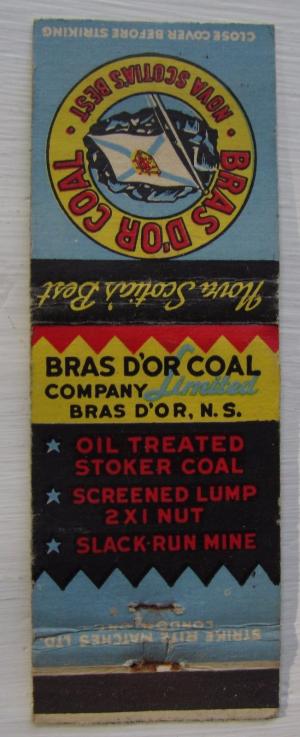 CLOSE COVER BEFORE STRIKING
BRAS D'OR COAL
• NOVA SCOTIA'S BEST •
Nova Scotia's Best
BRAS D'OR COAL
COMPANY Limited
BRAS D'OR, N.S.
★ OIL TREATED
STOKER COAL
★ SCREENED LUMP
2X1 NUT
★ SLACK-RUN MINE
STRIKE RITE MATCHES LTD